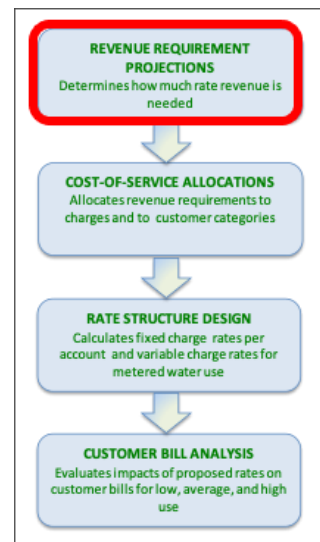 REVENUE REQUIREMENT
PROJECTIONS
Determines how much rate revenue is
needed
COST-OF-SERVICE ALLOCATIONS
Allocates revenue requirements to
charges and to customer categories
RATE STRUCTURE DESIGN
Calculates fixed charge rates per
account and variable charge rates for
metered water use
CUSTOMER BILL ANALYSIS
Evaluates impacts of proposed rates on
customer bills for low, average, and high
use